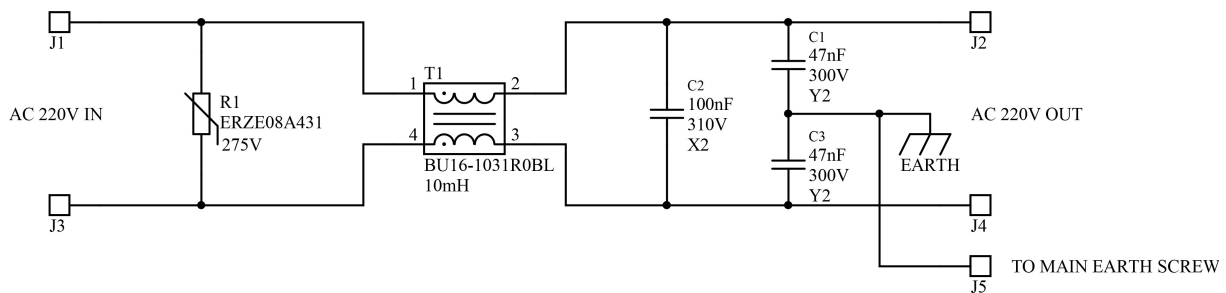 J1
J3
AC 220V IN
R1
ERZE08A431
275V
T1
1
2
4
3
BU16-1031R0BL
10mH
C2
100nF
310V
X2
C1
47nF
300V
Y2
C3
47nF
300V
Y2
EARTH
J2
AC 220V OUT
J4
J5
TO MAIN EARTH SCREW